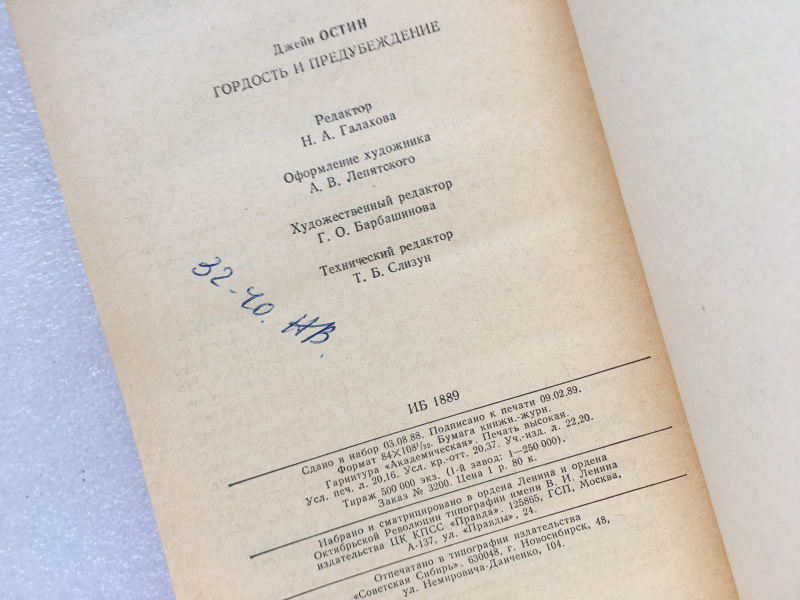 Джейн ОСТИН
ГОРДОСТЬ И ПРЕДУБЕЖДЕНИЕ
Редактор
Н. А. Галахова
Оформление художника
А. В. Лепятского
Художественный редактор
Г. О. Барбашинова
Технический редактор
Т. Б. Слизун
32-40. НВ.
ИБ 1889
Сдано в набор 03.08.88. Подписано к печати 09.02.89.
Формат 84×108¹/₃₂. Бумага книжн.-журн.
Гарнитура «Академическая». Печать высокая.
Усл. печ. л. 20,16. Усл. кр.-отт. 20,37. Уч.-изд. л. 22,20.
Тираж 500 000 экз. (1-й завод: 1—250 000).
Заказ № 3200. Цена 1 р. 80 к.
Набрано и сматрицировано в ордена Ленина и ордена
Октябрьской Революции типографии имени В. И. Ленина
издательства ЦК КПСС «Правда». 125865, ГСП, Москва,
А-137, ул. «Правды», 24.
Отпечатано в типографии издательства
«Советская Сибирь». 630048, г. Новосибирск, 48,
ул. Немировича-Данченко, 104.